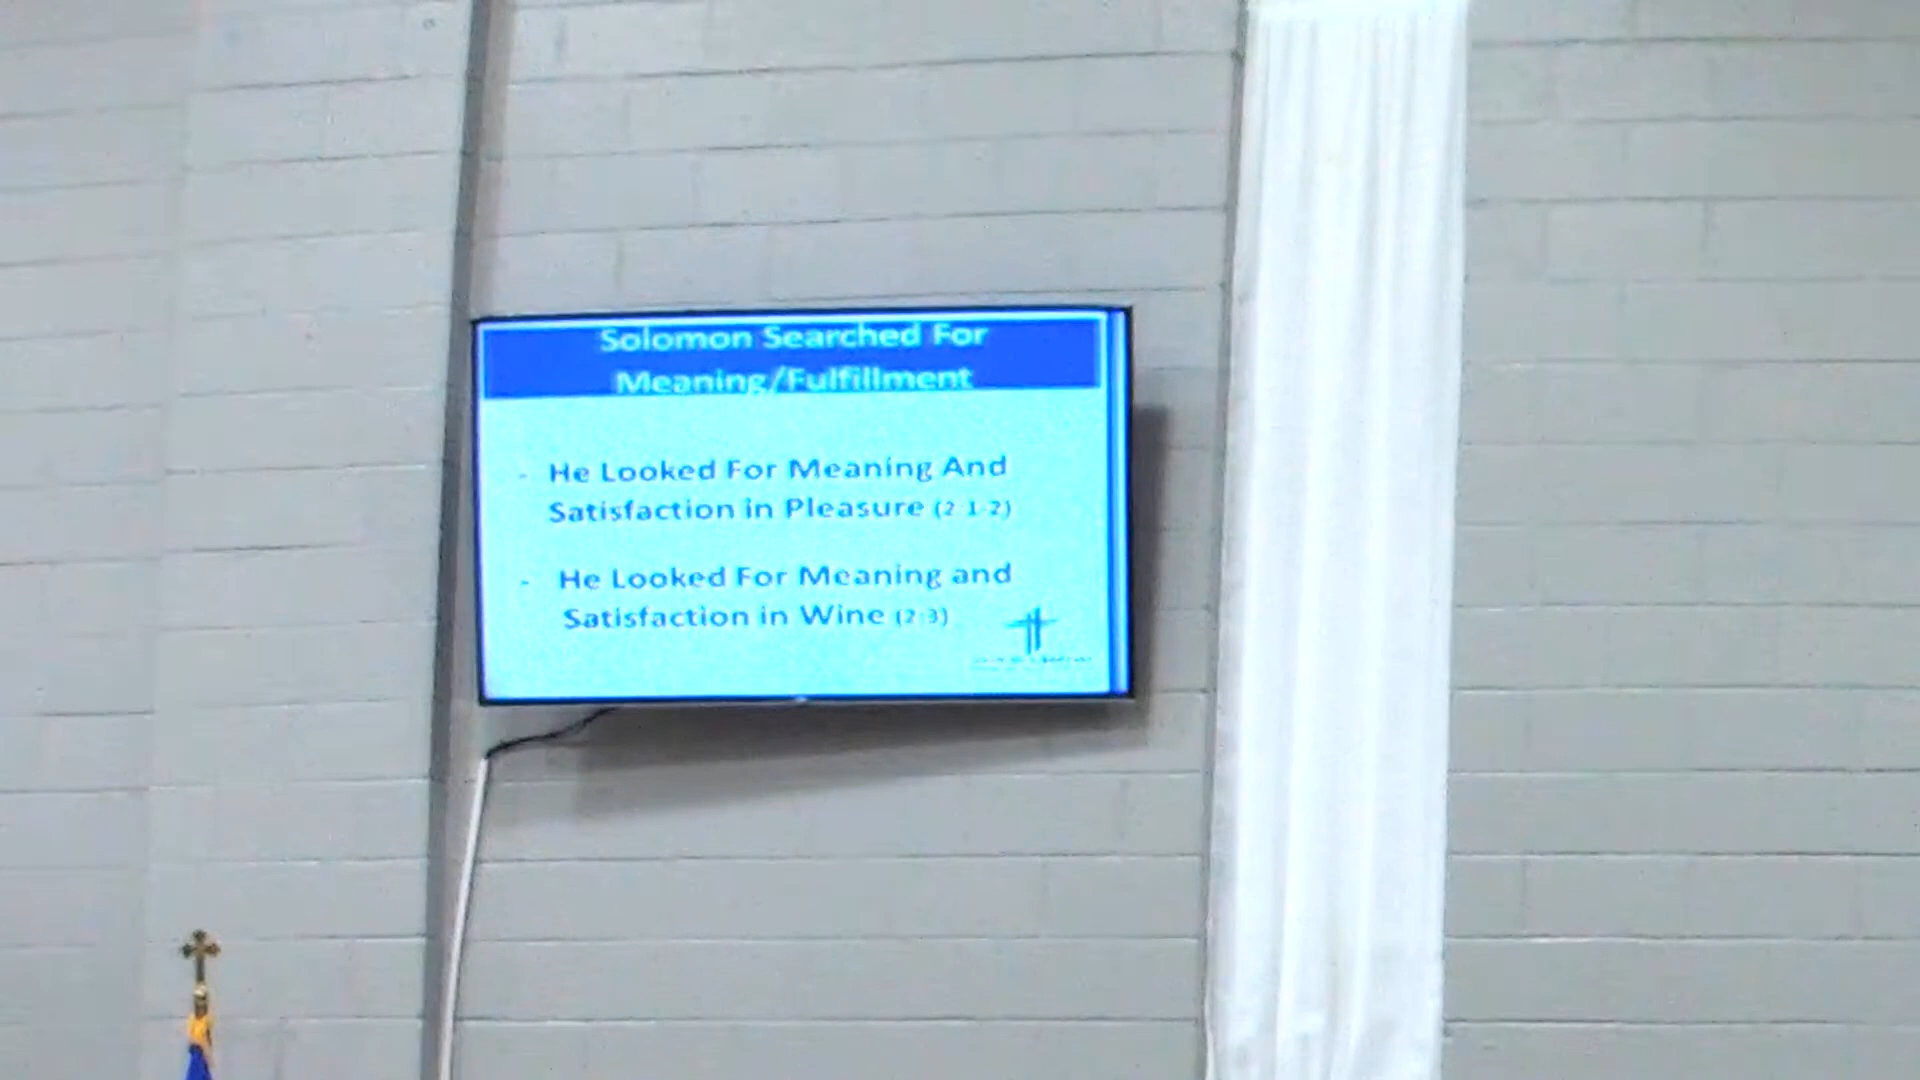 Solomon Searched For
Meaning/Fulfillment
- He Looked For Meaning And
Satisfaction in Pleasure (2:1-2)
- He Looked For Meaning and
Satisfaction in Wine (2:3)